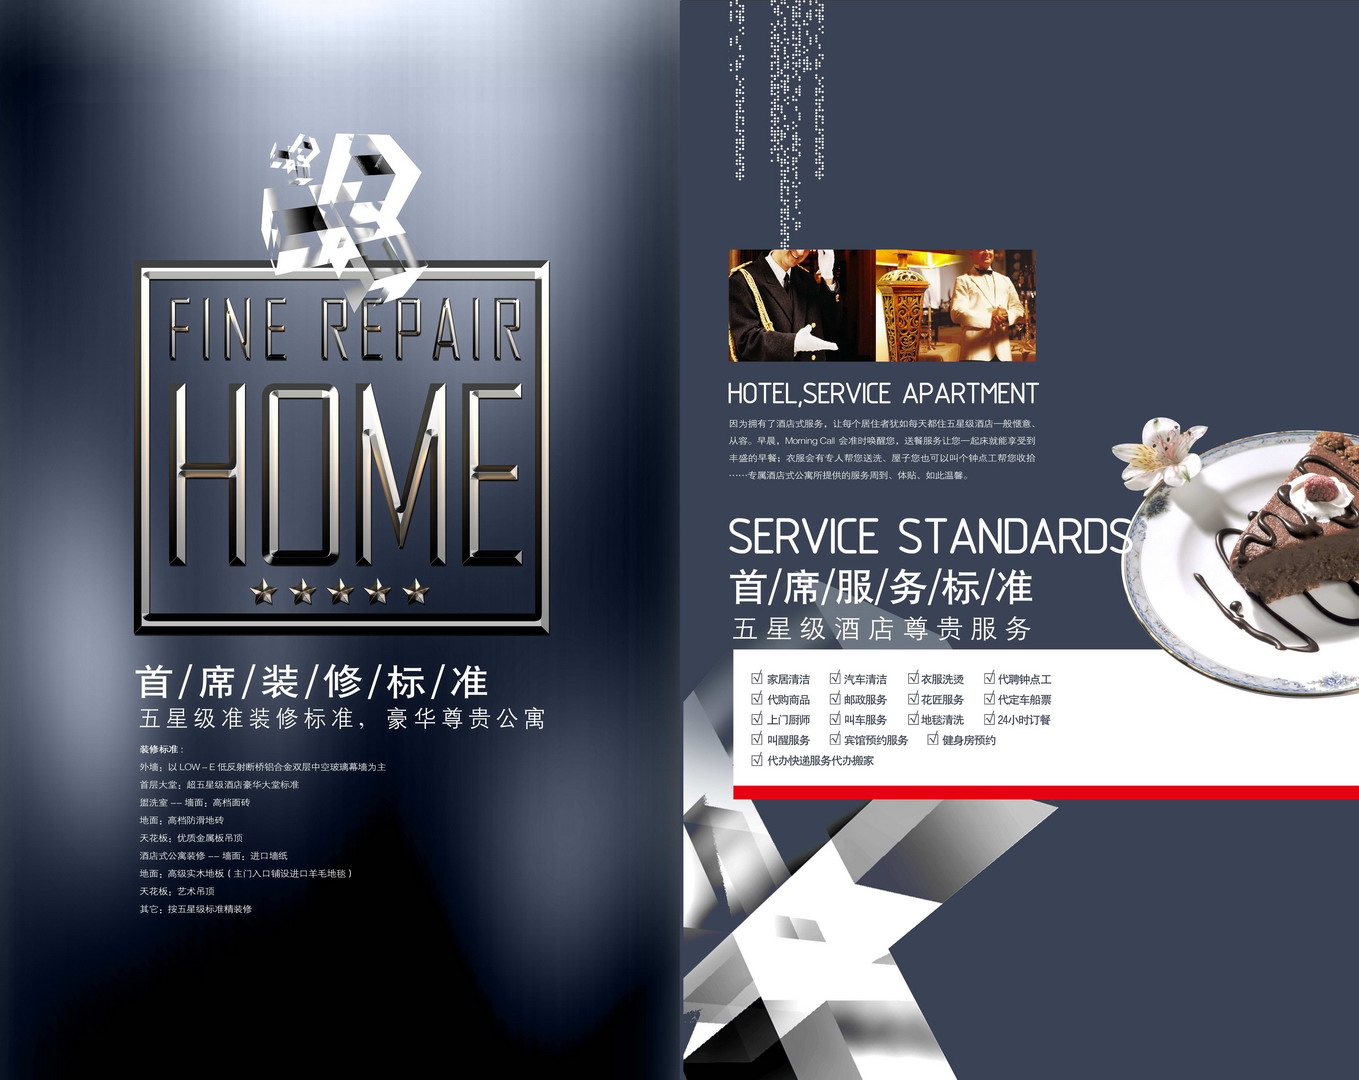 FINE REPAIR
HOME
首/席/装/修/标/准
五星级准装修标准，豪华尊贵公寓
装修标准：
外墙：以 LOW – E 低反射断桥铝合金双层中空玻璃幕墙为主
首层大堂：超五星级酒店豪华大堂标准
盥洗室 —— 墙面：高档面砖
地面：高档防滑地砖
天花板：优质金属板吊顶
酒店式公寓装修 —— 墙面：进口墙纸
地面：高级实木地板（主门入口铺设进口羊毛地毯）
天花板：艺术吊顶
其它：按五星级标准精装修
HOTEL,SERVICE APARTMENT
因为拥有了酒店式服务，让每个居住者犹如每天都住五星级酒店一般惬意、
从容。早晨，Morning Call 会准时唤醒您，送餐服务让您一起床就能享受到
丰盛的早餐；衣服会有专人帮您送洗、屋子您也可以叫个钟点工帮您收拾
……专属酒店式公寓所提供的服务周到、体贴、如此温馨。
SERVICE STANDARDS
首/席/服/务/标/准
五星级酒店尊贵服务
☑ 家居清洁 ☑ 汽车清洁 ☑ 衣服洗烫 ☑ 代聘钟点工
☑ 代购商品 ☑ 邮政服务 ☑ 花匠服务 ☑ 代定车船票
☑ 上门厨师 ☑ 叫车服务 ☑ 地毯清洗 ☑ 24小时订餐
☑ 叫醒服务 ☑ 宾馆预约服务 ☑ 健身房预约
☑ 代办快递服务代办搬家